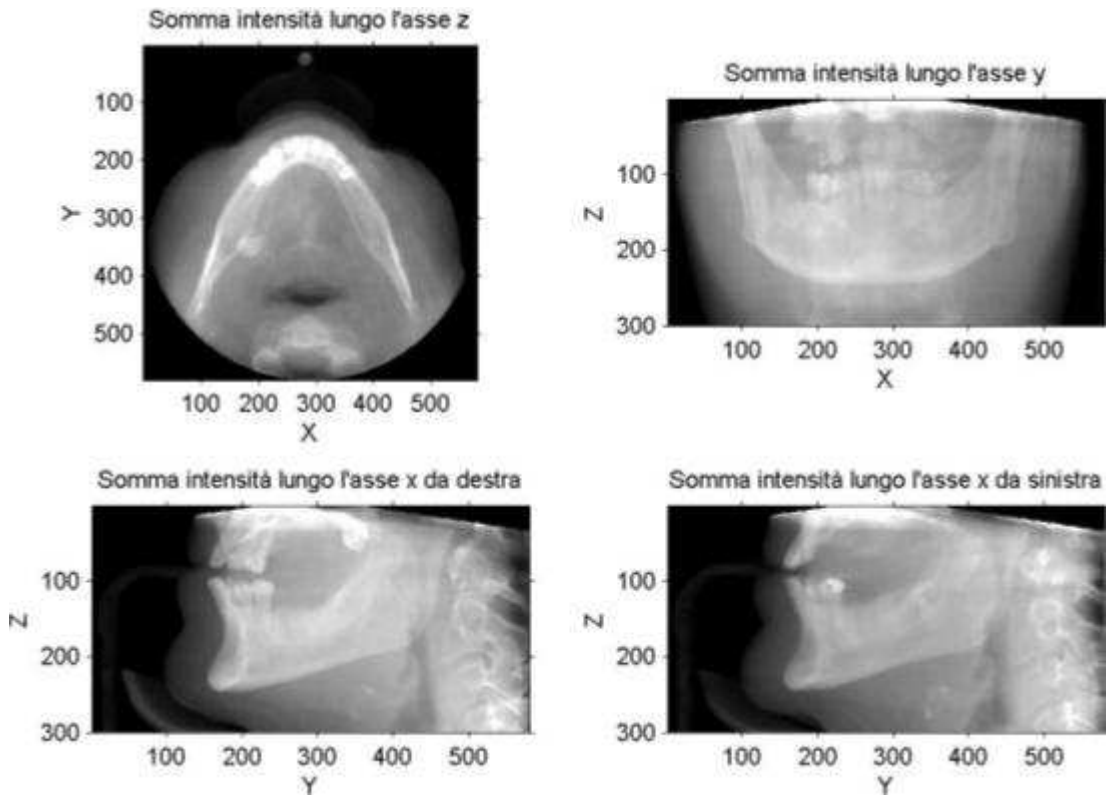 Somma intensità lungo l'asse z
100
200
300
400
500
Y
100 200 300 400 500
X
Somma intensità lungo l'asse y
100
200
300
Z
100 200 300 400 500
X
Somma intensità lungo l'asse x da destra
100
200
300
Z
100 200 300 400 500
Y
Somma intensità lungo l'asse x da sinistra
100
200
300
Z
100 200 300 400 500
Y